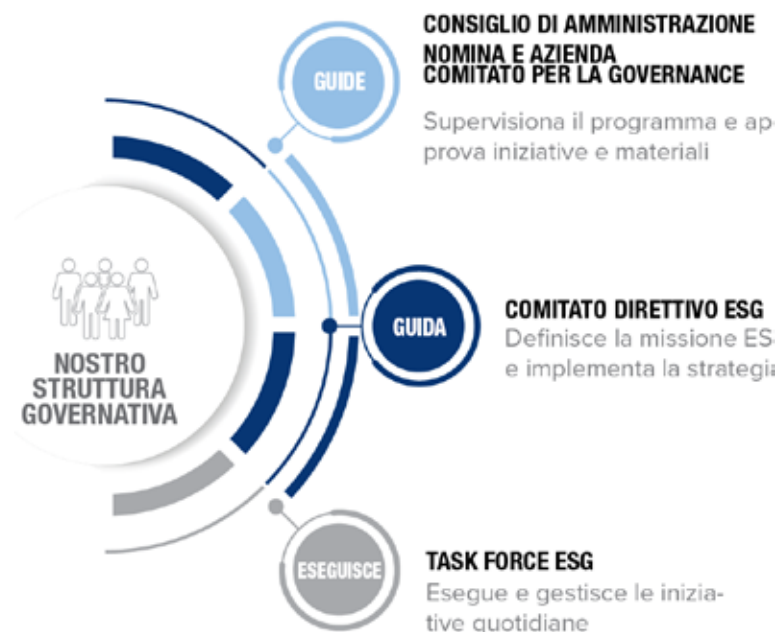 GUIDE
CONSIGLIO DI AMMINISTRAZIONE
NOMINA E AZIENDA
COMITATO PER LA GOVERNANCE
Supervisiona il programma e ap-
prova iniziative e materiali
NOSTRO
STRUTTURA
GOVERNATIVA
GUIDA
COMITATO DIRETTIVO ESG
Definisce la missione ES
e implementa la strategia
ESEGUISCE
TASK FORCE ESG
Esegue e gestisce le inizia-
tive quotidiane